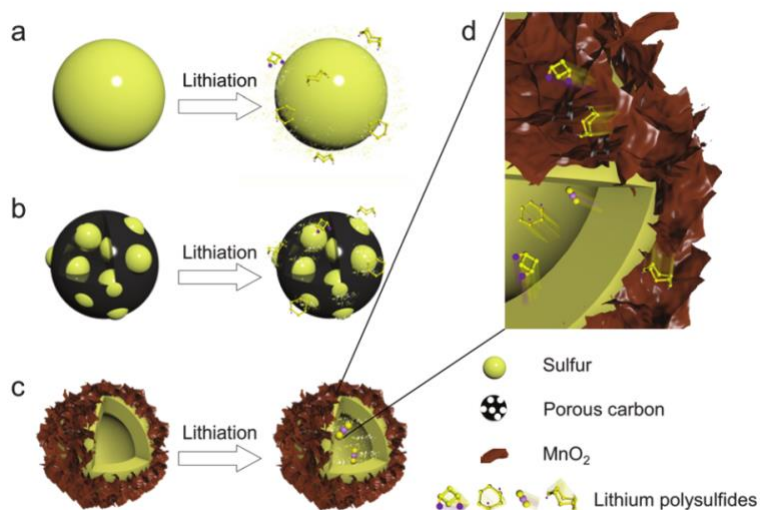 a
Lithiation
b
Lithiation
c
Lithiation
d
Sulfur
Porous carbon
MnO₂
Lithium polysulfides